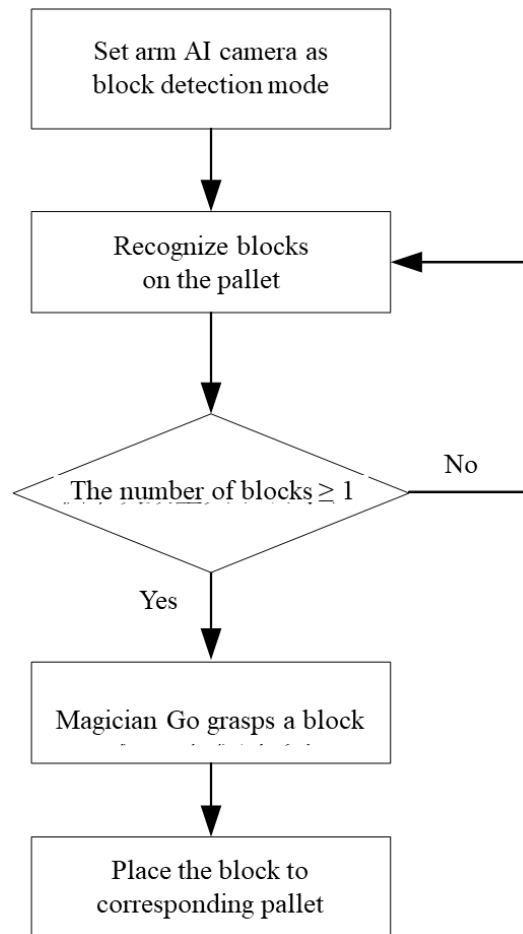 Set arm AI camera as
block detection mode
Recognize blocks
on the pallet
The number of blocks ≥ 1
No
Yes
Magician Go grasps a block
Place the block to
corresponding pallet